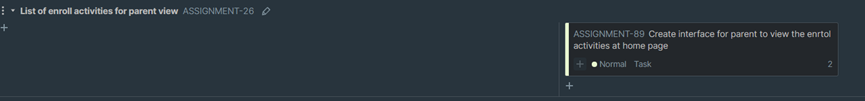 List of enroll activities for parent view ASSIGNMENT-26
ASSIGNMENT-89 Create interface for parent to view the enrtol
activities at home page
Normal Task 2